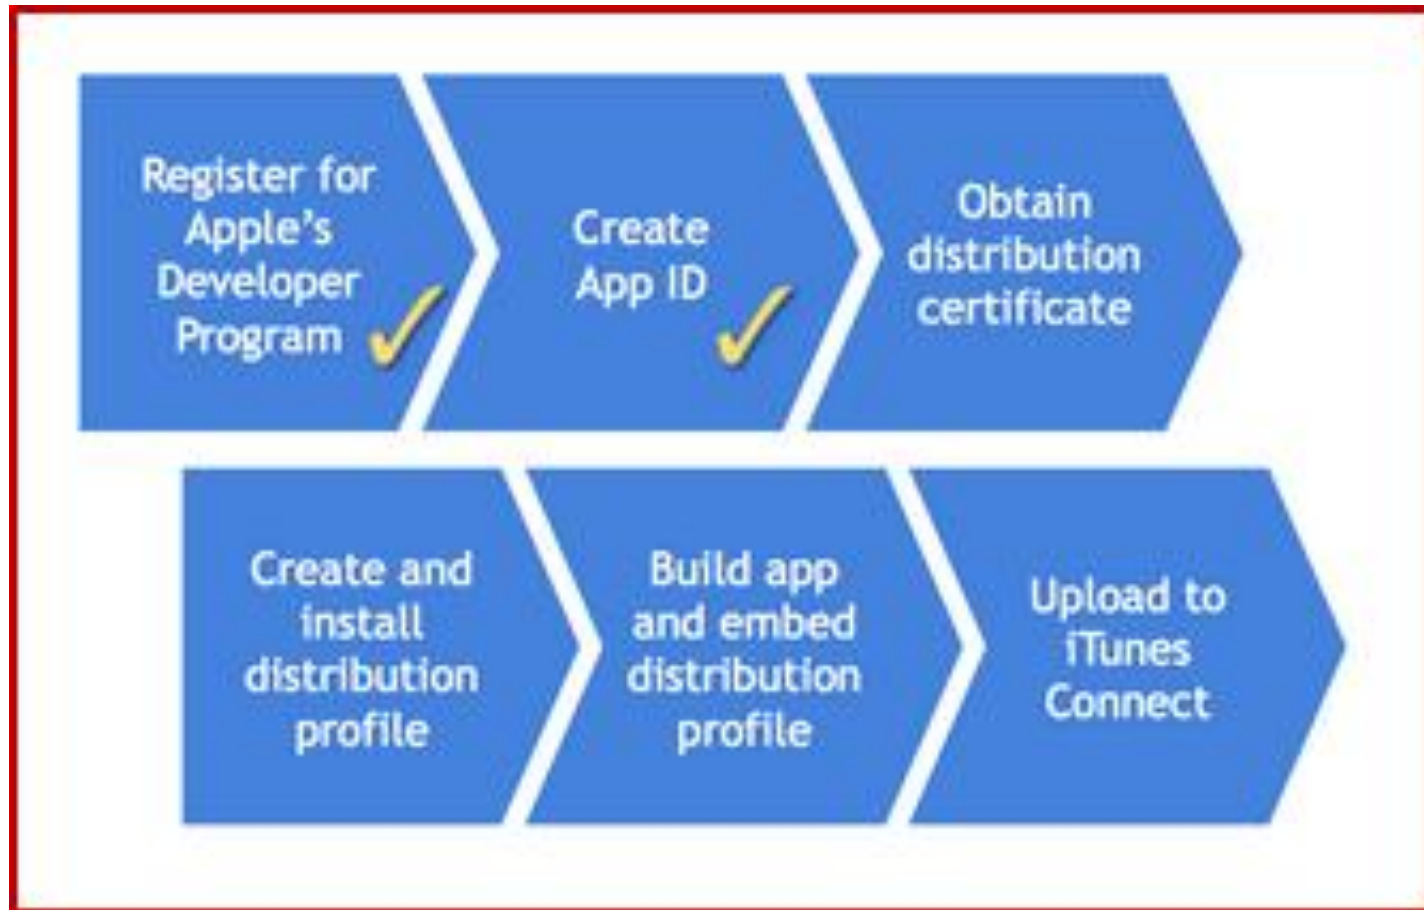 Register for
Apple's
Developer
Program
Create
App ID
Obtain
distribution
certificate
Create and
install
distribution
profile
Build app
and embed
distribution
profile
Upload to
iTunes
Connect